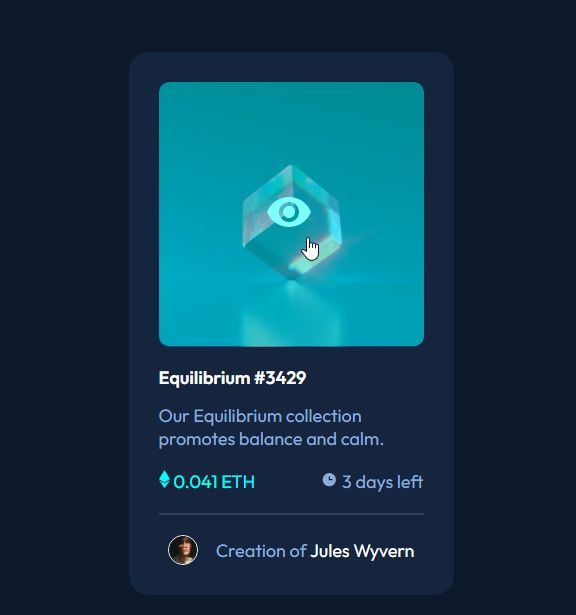 Equilibrium #3429
Our Equilibrium collection
promotes balance and calm.
0.041 ETH 3 days left
Creation of Jules Wyvern